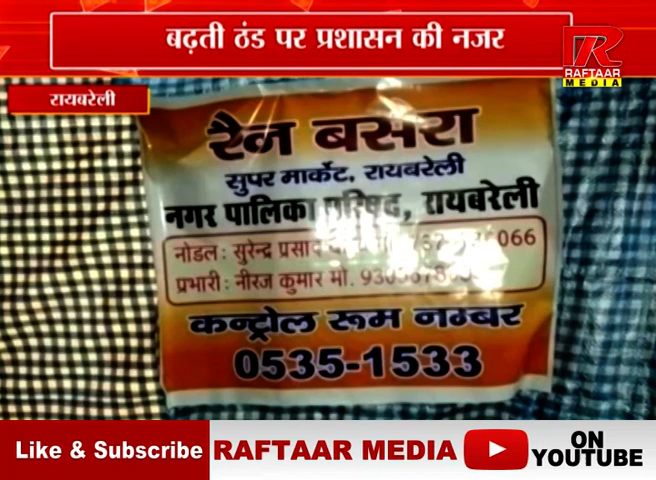 बढ़ती ठंड पर प्रशासन की नजर
RAFTAAR
MEDIA
रायबरेली
रैन बसेरा
सुपर मार्केट, रायबरेली
नगर पालिका परिषद, रायबरेली
नोडल: सुरेन्द्र प्रसाद
प्रभारी: नीरज कुमार मो.
कन्ट्रोल रूम नम्बर
0535-1533
Like & Subscribe RAFTAAR MEDIA ON YOUTUBE